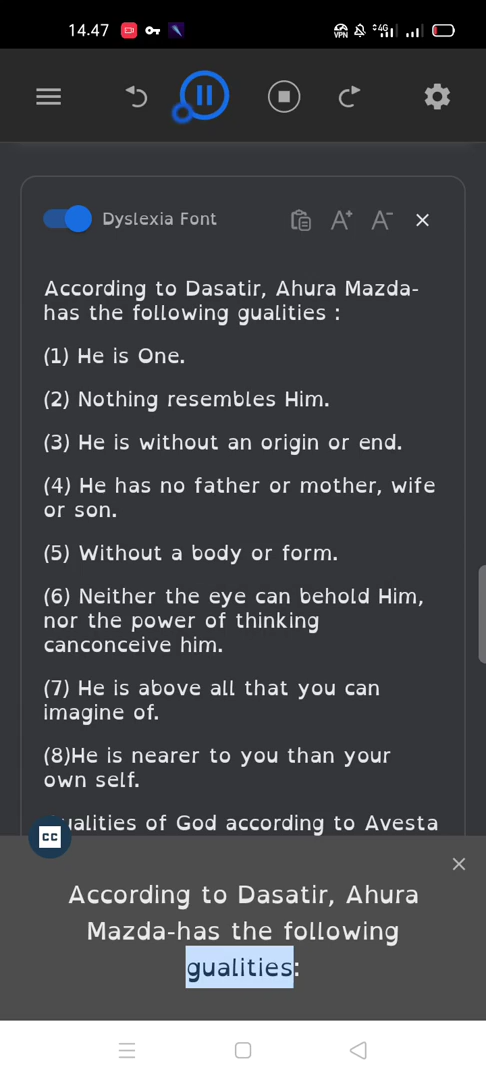 14.47
VPN
4G
Dyslexia Font
A+
A-
According to Dasatir, Ahura Mazda-
has the following gualities :
(1) He is One.
(2) Nothing resembles Him.
(3) He is without an origin or end.
(4) He has no father or mother, wife
or son.
(5) Without a body or form.
(6) Neither the eye can behold Him,
nor the power of thinking
canconceive him.
(7) He is above all that you can
imagine of.
(8)He is nearer to you than your
own self.
ualities of God according to Avesta
CC
According to Dasatir, Ahura
Mazda-has the following
gualities: